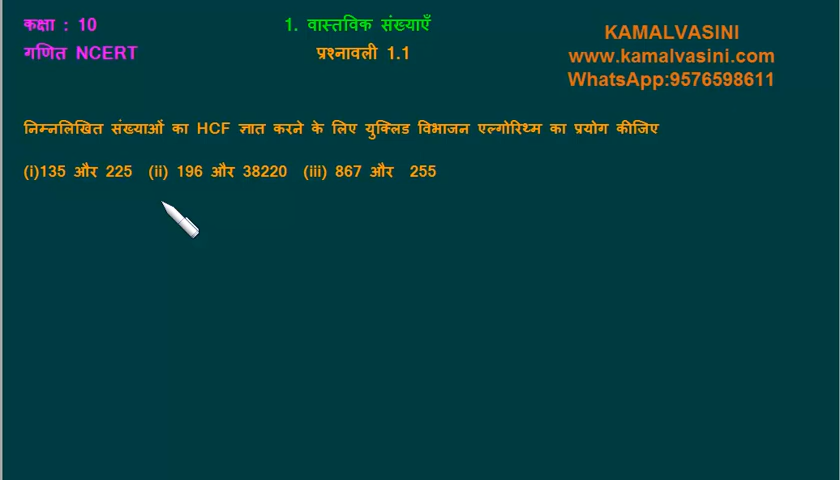 कक्षा : 10
गणित NCERT
1. वास्तविक संख्याएँ
प्रश्नावली 1.1
KAMALVASINI
www.kamalvasini.com
WhatsApp:9576598611
निम्नलिखित संख्याओं का HCF ज्ञात करने के लिए युक्लिड विभाजन एल्गोरिथ्म का प्रयोग कीजिए
(i)135 और 225 (ii) 196 और 38220 (iii) 867 और 255